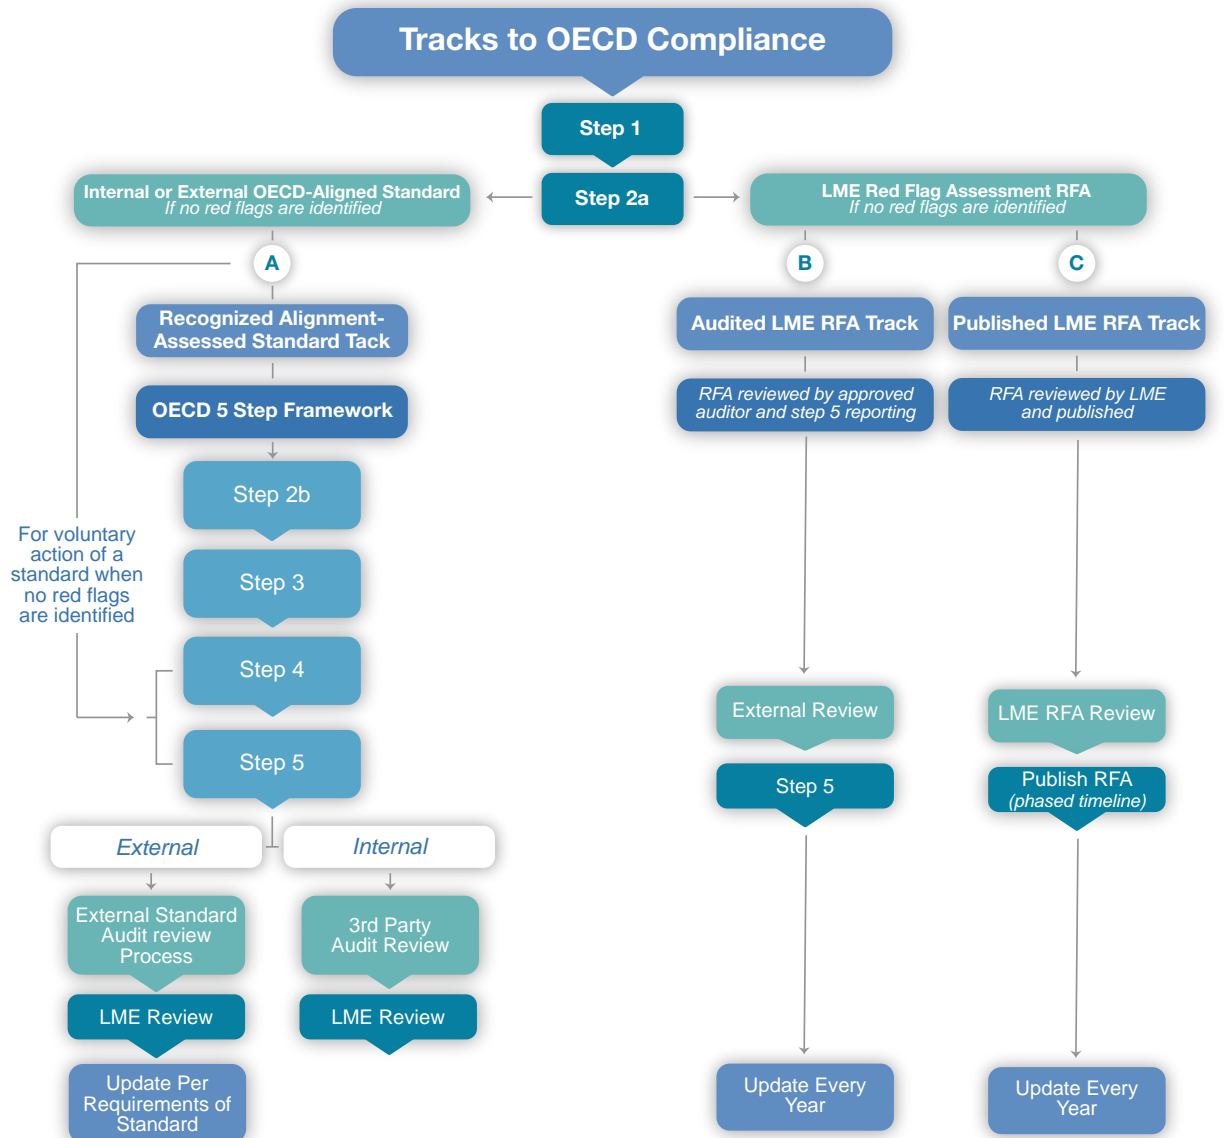 Tracks to OECD Compliance
Step 1
Step 2a
Internal or External OECD-Aligned Standard
If no red flags are identified
LME Red Flag Assessment RFA
If no red flags are identified
A
Recognized Alignment-
Assessed Standard Tack
OECD 5 Step Framework
Step 2b
Step 3
Step 4
Step 5
For voluntary
action of a
standard when
no red flags
are identified
External
External Standard
Audit review
Process
LME Review
Update Per
Requirements of
Standard
Internal
3rd Party
Audit Review
LME Review
B
Audited LME RFA Track
RFA reviewed by approved
auditor and step 5 reporting
External Review
Step 5
Update Every
Year
C
Published LME RFA Track
RFA reviewed by LME
and published
LME RFA Review
Publish RFA
(phased timeline)
Update Every
Year